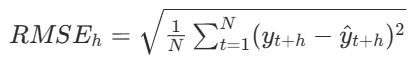 $RMSE_h = \sqrt{\frac{1}{N} \sum_{t=1}^{N} (y_{t+h} - \hat{y}_{t+h})^2}$